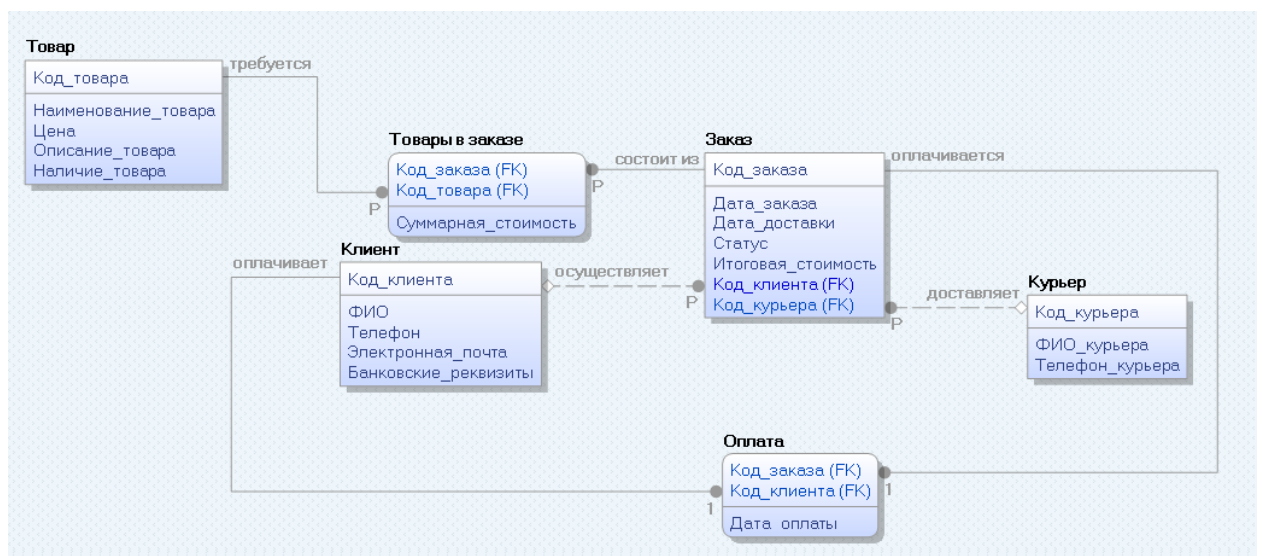 Товар
требуется
Код_товара
Наименование_товара
Цена
Описание_товара
Наличие_товара
Товары в заказе
Код_заказа (FK)
Код_товара (FK)
Суммарная_стоимость
P
состоит из
P
Заказ
оплачивается
Код_заказа
Дата_заказа
Дата_доставки
Статус
Итоговая_стоимость
Код_клиента (FK)
Код_курьера (FK)
Клиент
оплачивает
Код_клиента
ФИО
Телефон
Электронная_почта
Банковские_реквизиты
осуществляет
P
доставляет
P
Курьер
Код_курьера
ФИО_курьера
Телефон_курьера
Оплата
Код_заказа (FK)
Код_клиента (FK)
Дата_оплаты
1
1